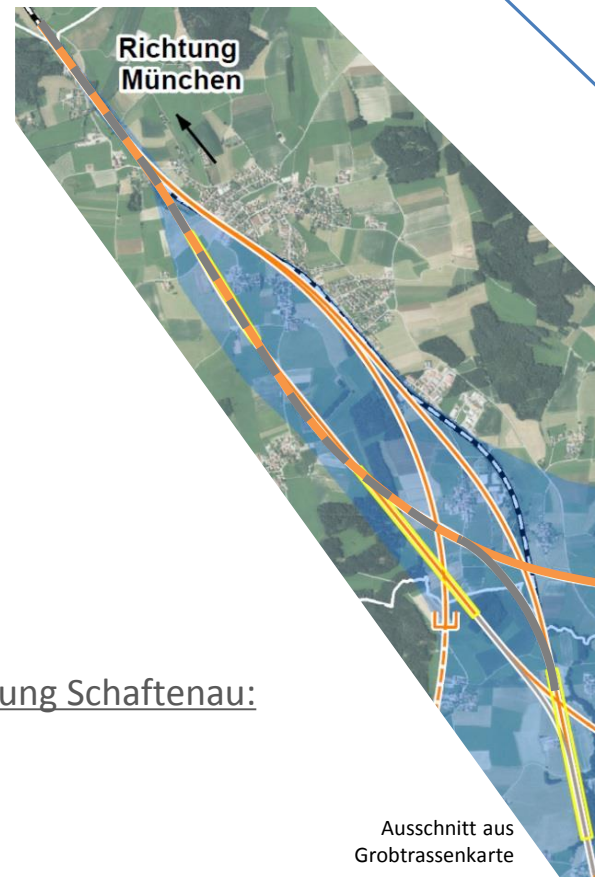 Richtung
München
ung Schaftenau:
Ausschnitt aus
Grobtrassenkarte